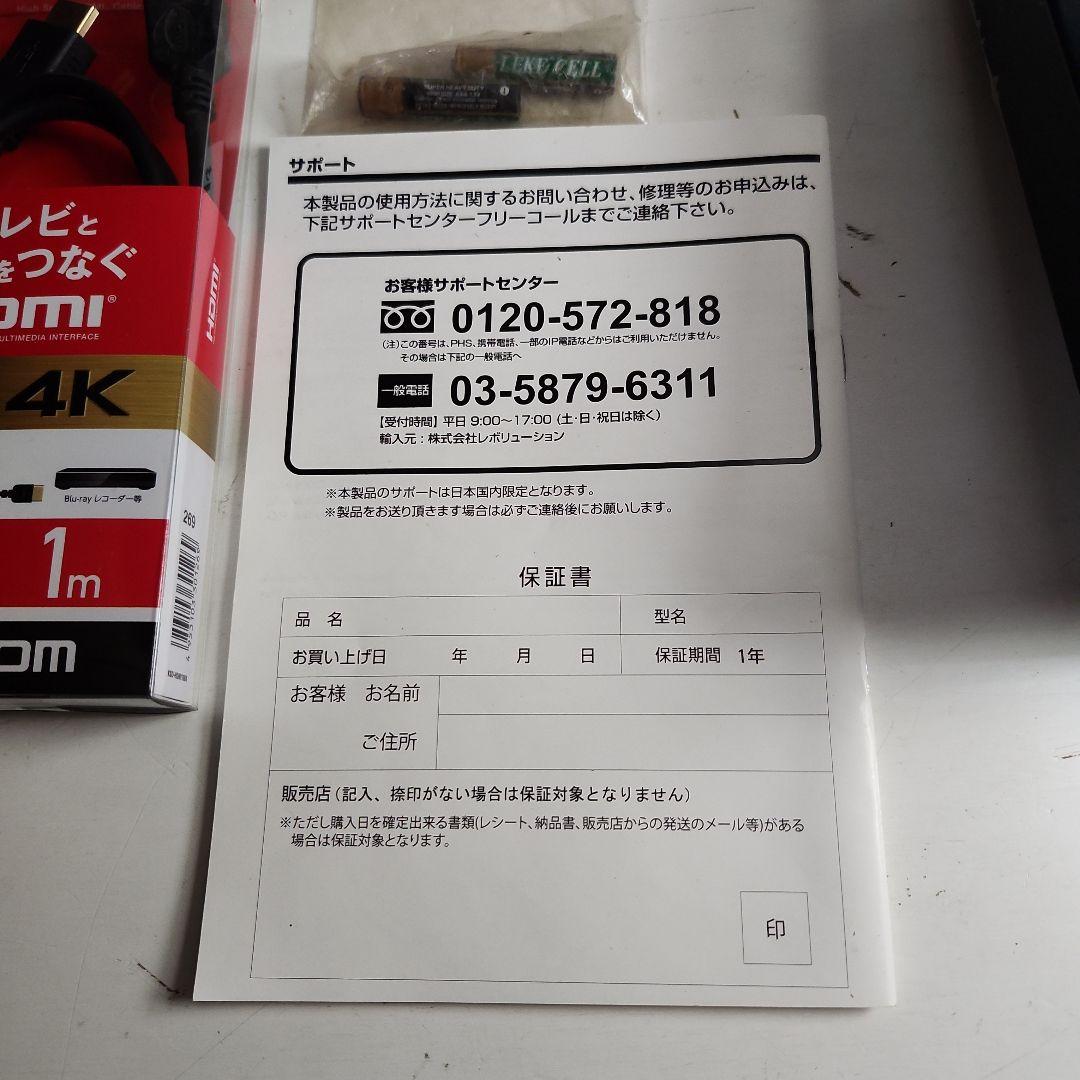 レビと
をつなぐ
HDMI
MULTIMEDIA INTERFACE
4K
Blu-ray レコーダー等
269
1m
om
LEKE CELL
SUPER HEAVY DUTY
サポート
本製品の使用方法に関するお問い合わせ、修理等のお申込みは、
下記サポートセンターフリーコールまでご連絡下さい。
お客様サポートセンター
0120-572-818
(注)この番号は、PHS、携帯電話、一部のIP電話などからはご利用いただけません。
その場合は下記の一般電話へ
一般電話 03-5879-6311
【受付時間】平日 9:00～17:00 (土・日・祝日は除く)
輸入元：株式会社レボリューション
※本製品のサポートは日本国内限定となります。
※製品をお送り頂きます場合は必ずご連絡後にお願いします。
保証書
品 名 型名
お買い上げ日 年 月 日 保証期間 1年
お客様 お名前
ご住所
販売店（記入、捺印がない場合は保証対象となりません）
※ただし購入日を確定出来る書類(レシート、納品書、販売店からの発送のメール等)がある
場合は保証対象となります。
印